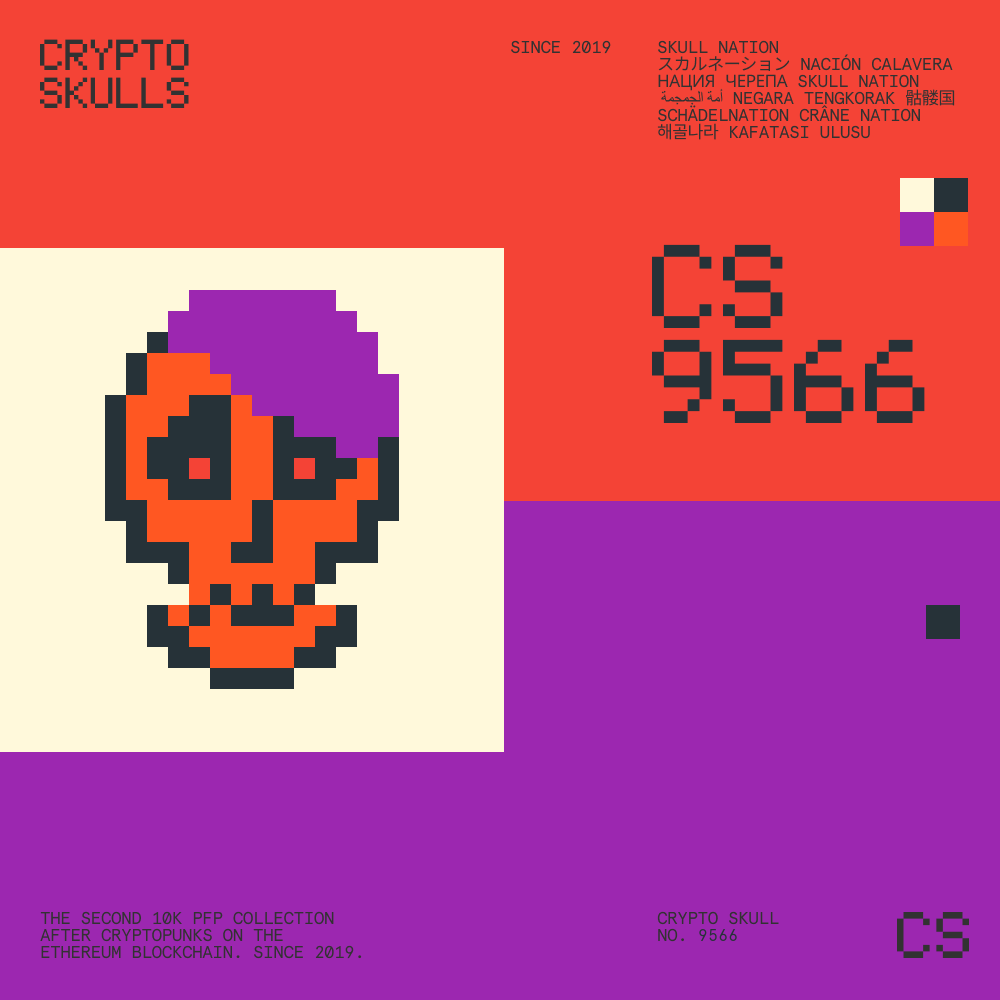 CRYPTO
SKULLS
SINCE 2019
SKULL NATION
スカルネーション NACIÓN CALAVERA
НАЦИЯ ЧЕРЕПА SKULL NATION
أمة الجمجمة NEGARA TENGKORAK 骷髅国
SCHÄDELNATION CRÂNE NATION
해골나라 KAFATASI ULUSU
CS
9566
THE SECOND 10K PFP COLLECTION
AFTER CRYPTOPUNKS ON THE
ETHEREUM BLOCKCHAIN. SINCE 2019.
CRYPTO SKULL
NO. 9566
CS